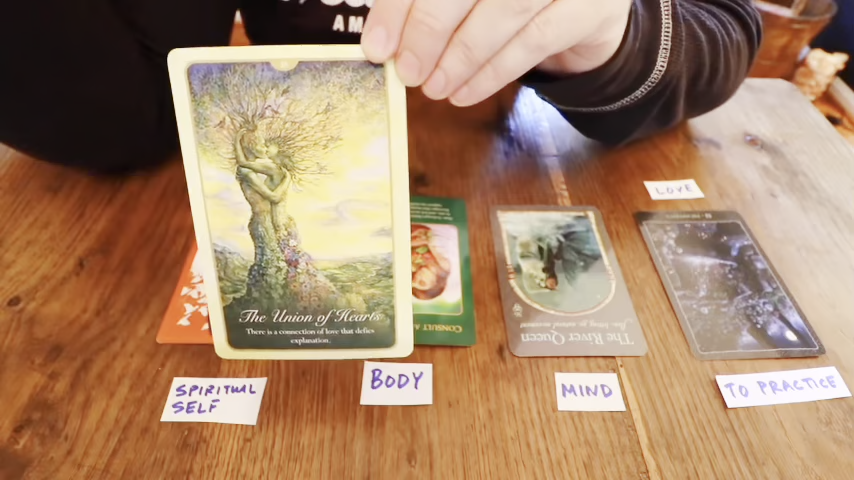 The Union of Hearts
There is a connection of love that defies
explanation.
LOVE
The River Queen
CONSULT A
SPIRITUAL
SELF
BODY
MIND
TO PRACTICE